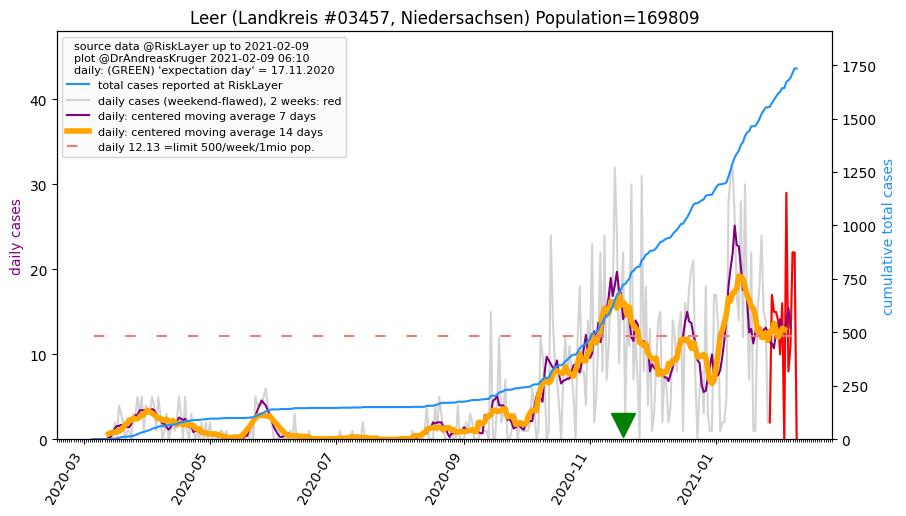 Leer (Landkreis #03457, Niedersachsen) Population=169809
source data @RiskLayer up to 2021-02-09
plot @DrAndreasKruger 2021-02-09 06:10
daily: (GREEN) 'expectation day' = 17.11.2020
total cases reported at RiskLayer
daily cases (weekend-flawed), 2 weeks: red
daily: centered moving average 7 days
daily: centered moving average 14 days
daily 12.13 =limit 500/week/1mio pop.
daily cases
40
30
20
10
0
cumulative total cases
1750
1500
1250
1000
750
500
250
0
2020-03
2020-05
2020-07
2020-09
2020-11
2021-01